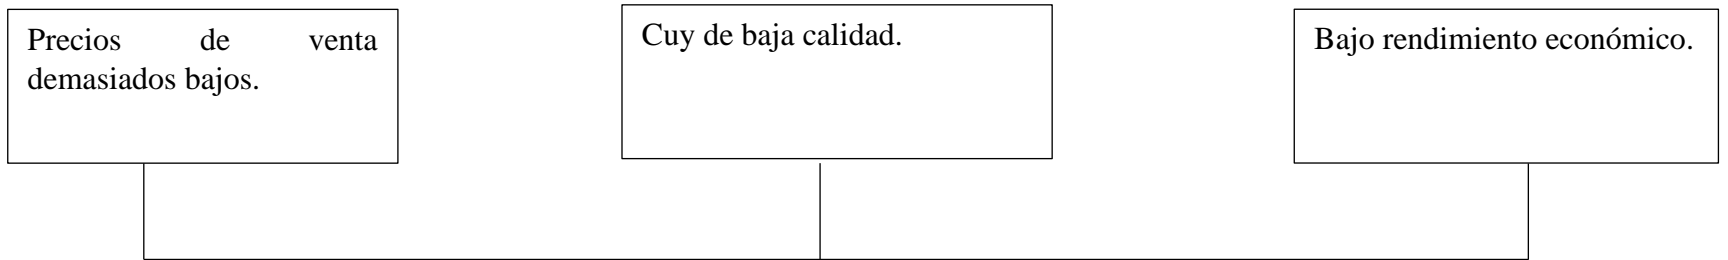 Precios de venta
demasiados bajos.
Cuy de baja calidad.
Bajo rendimiento económico.